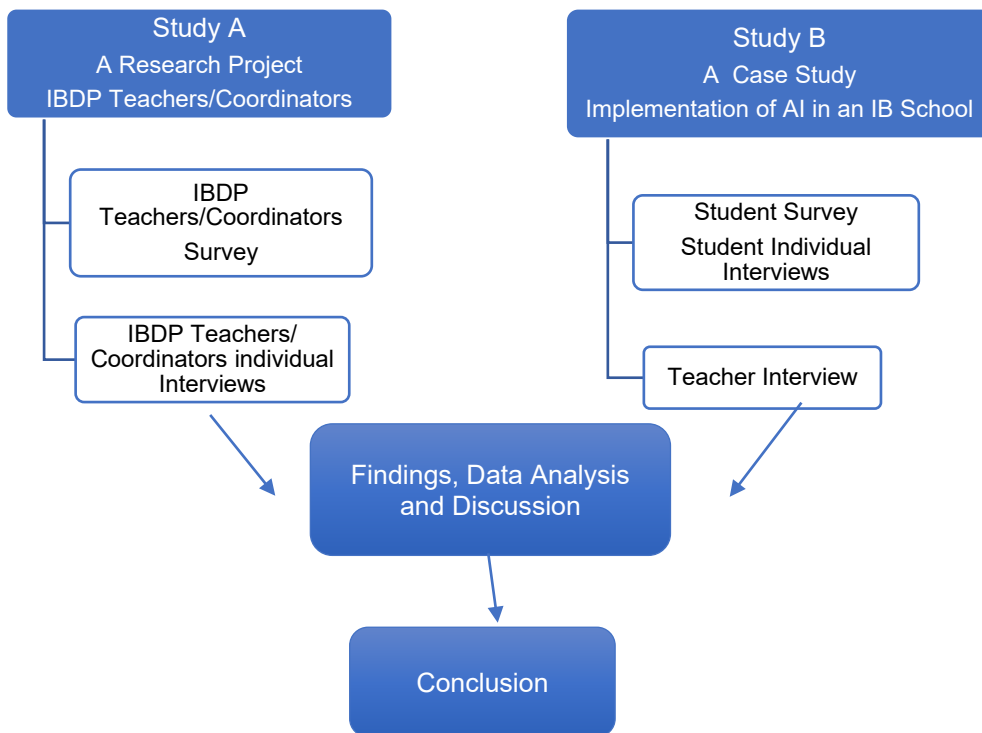 Study A
A Research Project
IBDP Teachers/Coordinators
IBDP
Teachers/Coordinators
Survey
IBDP Teachers/
Coordinators individual
Interviews
Study B
A Case Study
Implementation of AI in an IB School
Student Survey
Student Individual
Interviews
Teacher Interview
Findings, Data Analysis
and Discussion
Conclusion